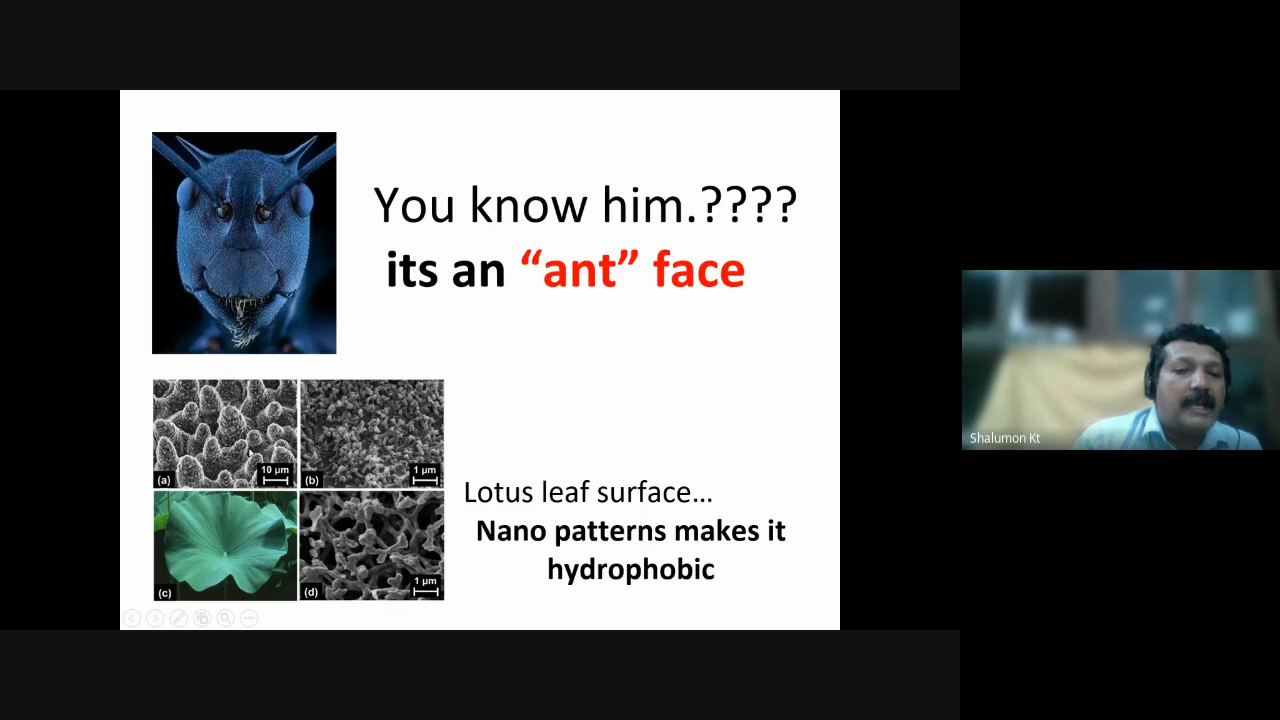 You know him.????
its an “ant” face
10 µm
(a)
1 µm
(b)
(c)
1 µm
(d)
Lotus leaf surface…
Nano patterns makes it
hydrophobic
Shalumon Kt